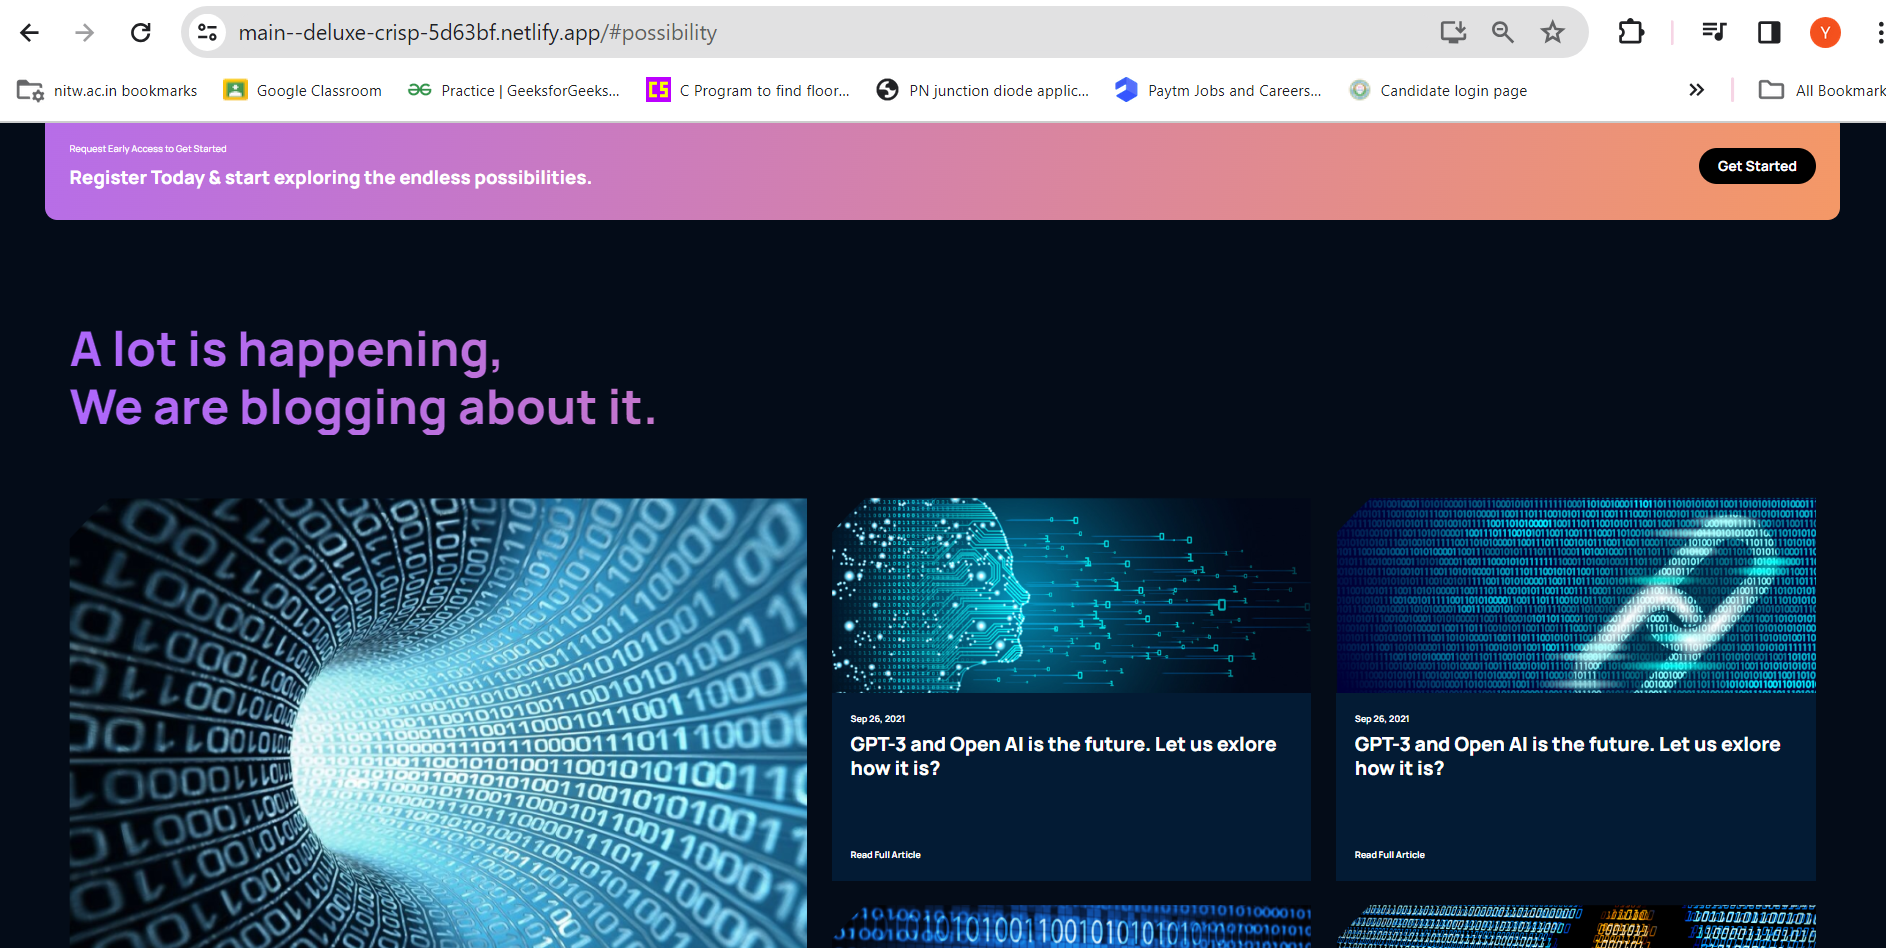 main--deluxe-crisp-5d63bf.netlify.app/#possibility
Y
nitw.ac.in bookmarks
Google Classroom
Practice | GeeksforGeeks...
C Program to find floor...
PN junction diode applic...
Paytm Jobs and Careers...
Candidate login page
All Bookmark
Request Early Access to Get Started
Register Today & start exploring the endless possibilities.
Get Started
A lot is happening,
We are blogging about it.
Sep 26, 2021
GPT-3 and Open AI is the future. Let us exlore
how it is?
Read Full Article
Sep 26, 2021
GPT-3 and Open AI is the future. Let us exlore
how it is?
Read Full Article